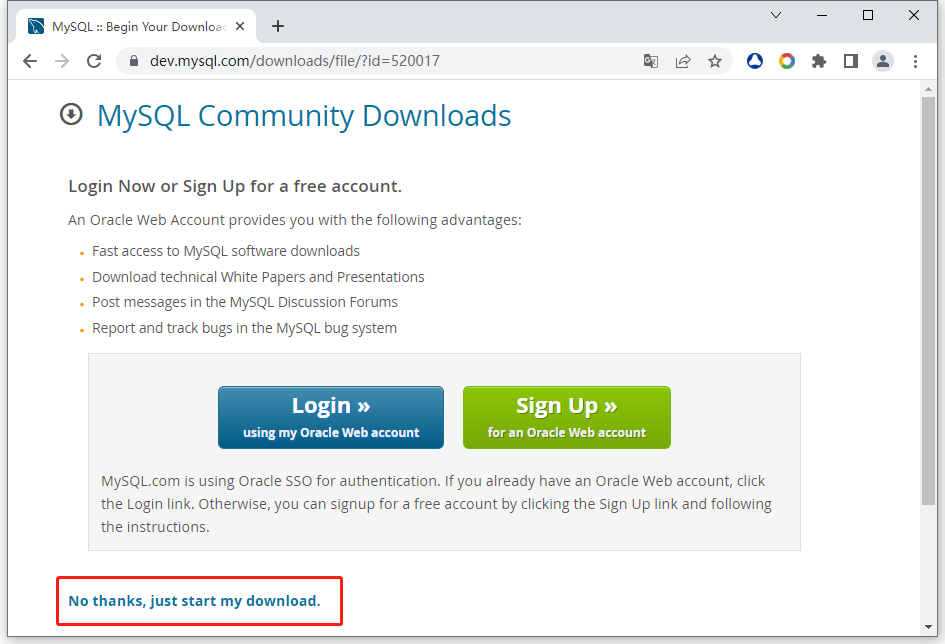 MySQL :: Begin Your Downloa
dev.mysql.com/downloads/file/?id=520017
MySQL Community Downloads
Login Now or Sign Up for a free account.
An Oracle Web Account provides you with the following advantages:
Fast access to MySQL software downloads
Download technical White Papers and Presentations
Post messages in the MySQL Discussion Forums
Report and track bugs in the MySQL bug system
Login »
using my Oracle Web account
Sign Up »
for an Oracle Web account
MySQL.com is using Oracle SSO for authentication. If you already have an Oracle Web account, click
the Login link. Otherwise, you can signup for a free account by clicking the Sign Up link and following
the instructions.
No thanks, just start my download.